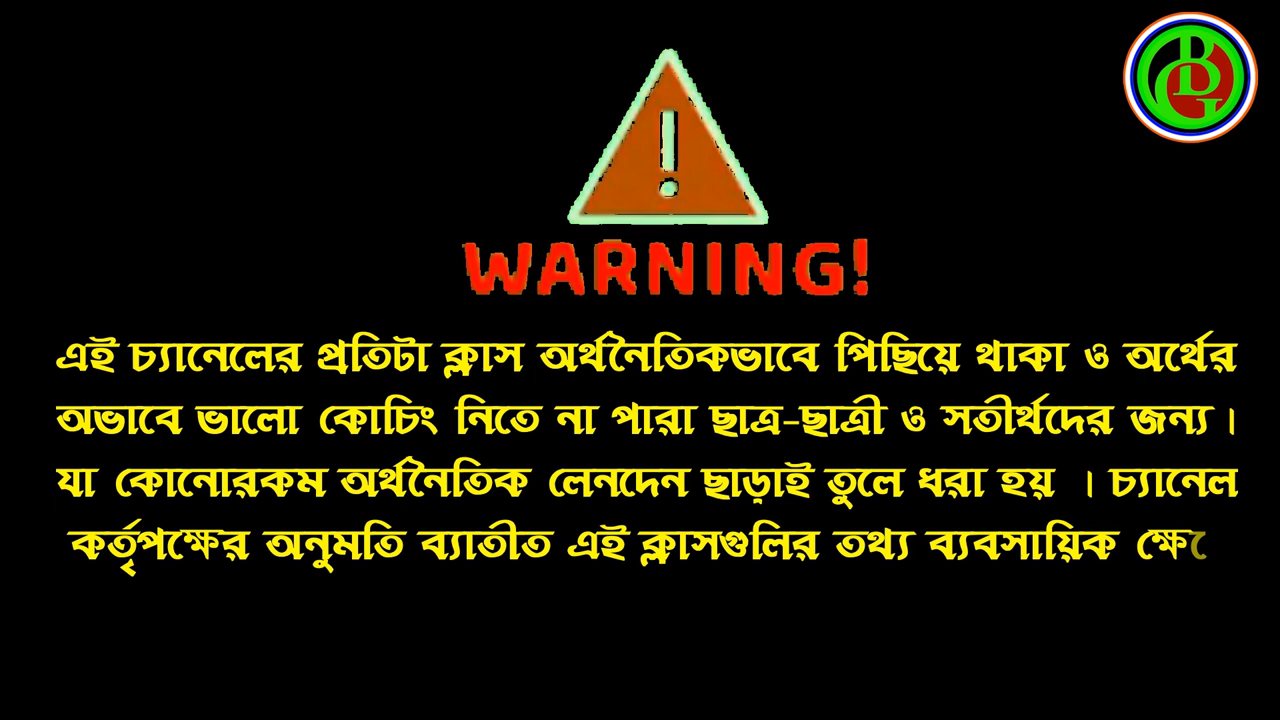 WARNING!
এই চ্যানেলের প্রতিটা ক্লাস অর্থনৈতিকভাবে পিছিয়ে থাকা ও অর্থের
অভাবে ভালো কোচিং নিতে না পারা ছাত্র-ছাত্রী ও সতীর্থদের জন্য।
যা কোনোরকম অর্থনৈতিক লেনদেন ছাড়াই তুলে ধরা হয় । চ্যানেল
কর্তৃপক্ষের অনুমতি ব্যাতীত এই ক্লাসগুলির তথ্য ব্যবসায়িক